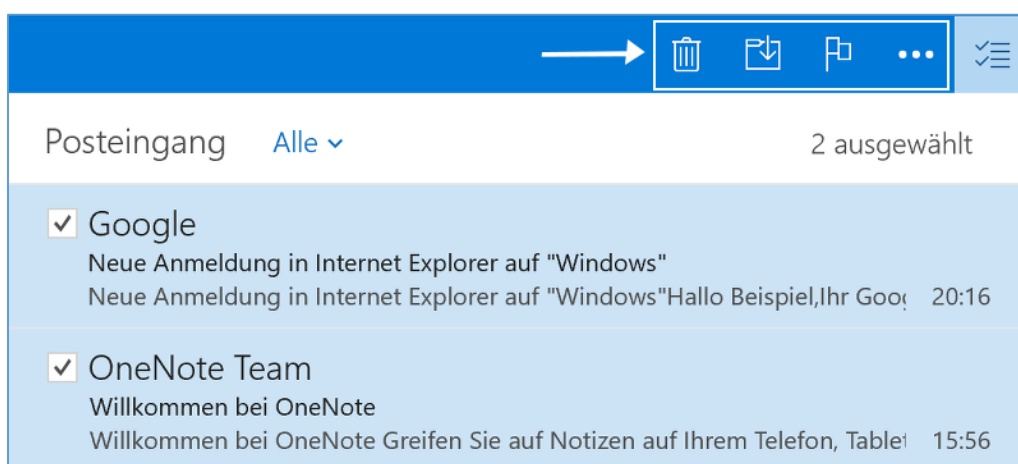 Posteingang Alle 2 ausgewählt
Google
Neue Anmeldung in Internet Explorer auf "Windows"
Neue Anmeldung in Internet Explorer auf "Windows"Hallo Beispiel,Ihr Goog 20:16
OneNote Team
Willkommen bei OneNote
Willkommen bei OneNote Greifen Sie auf Notizen auf Ihrem Telefon, Tablet 15:56